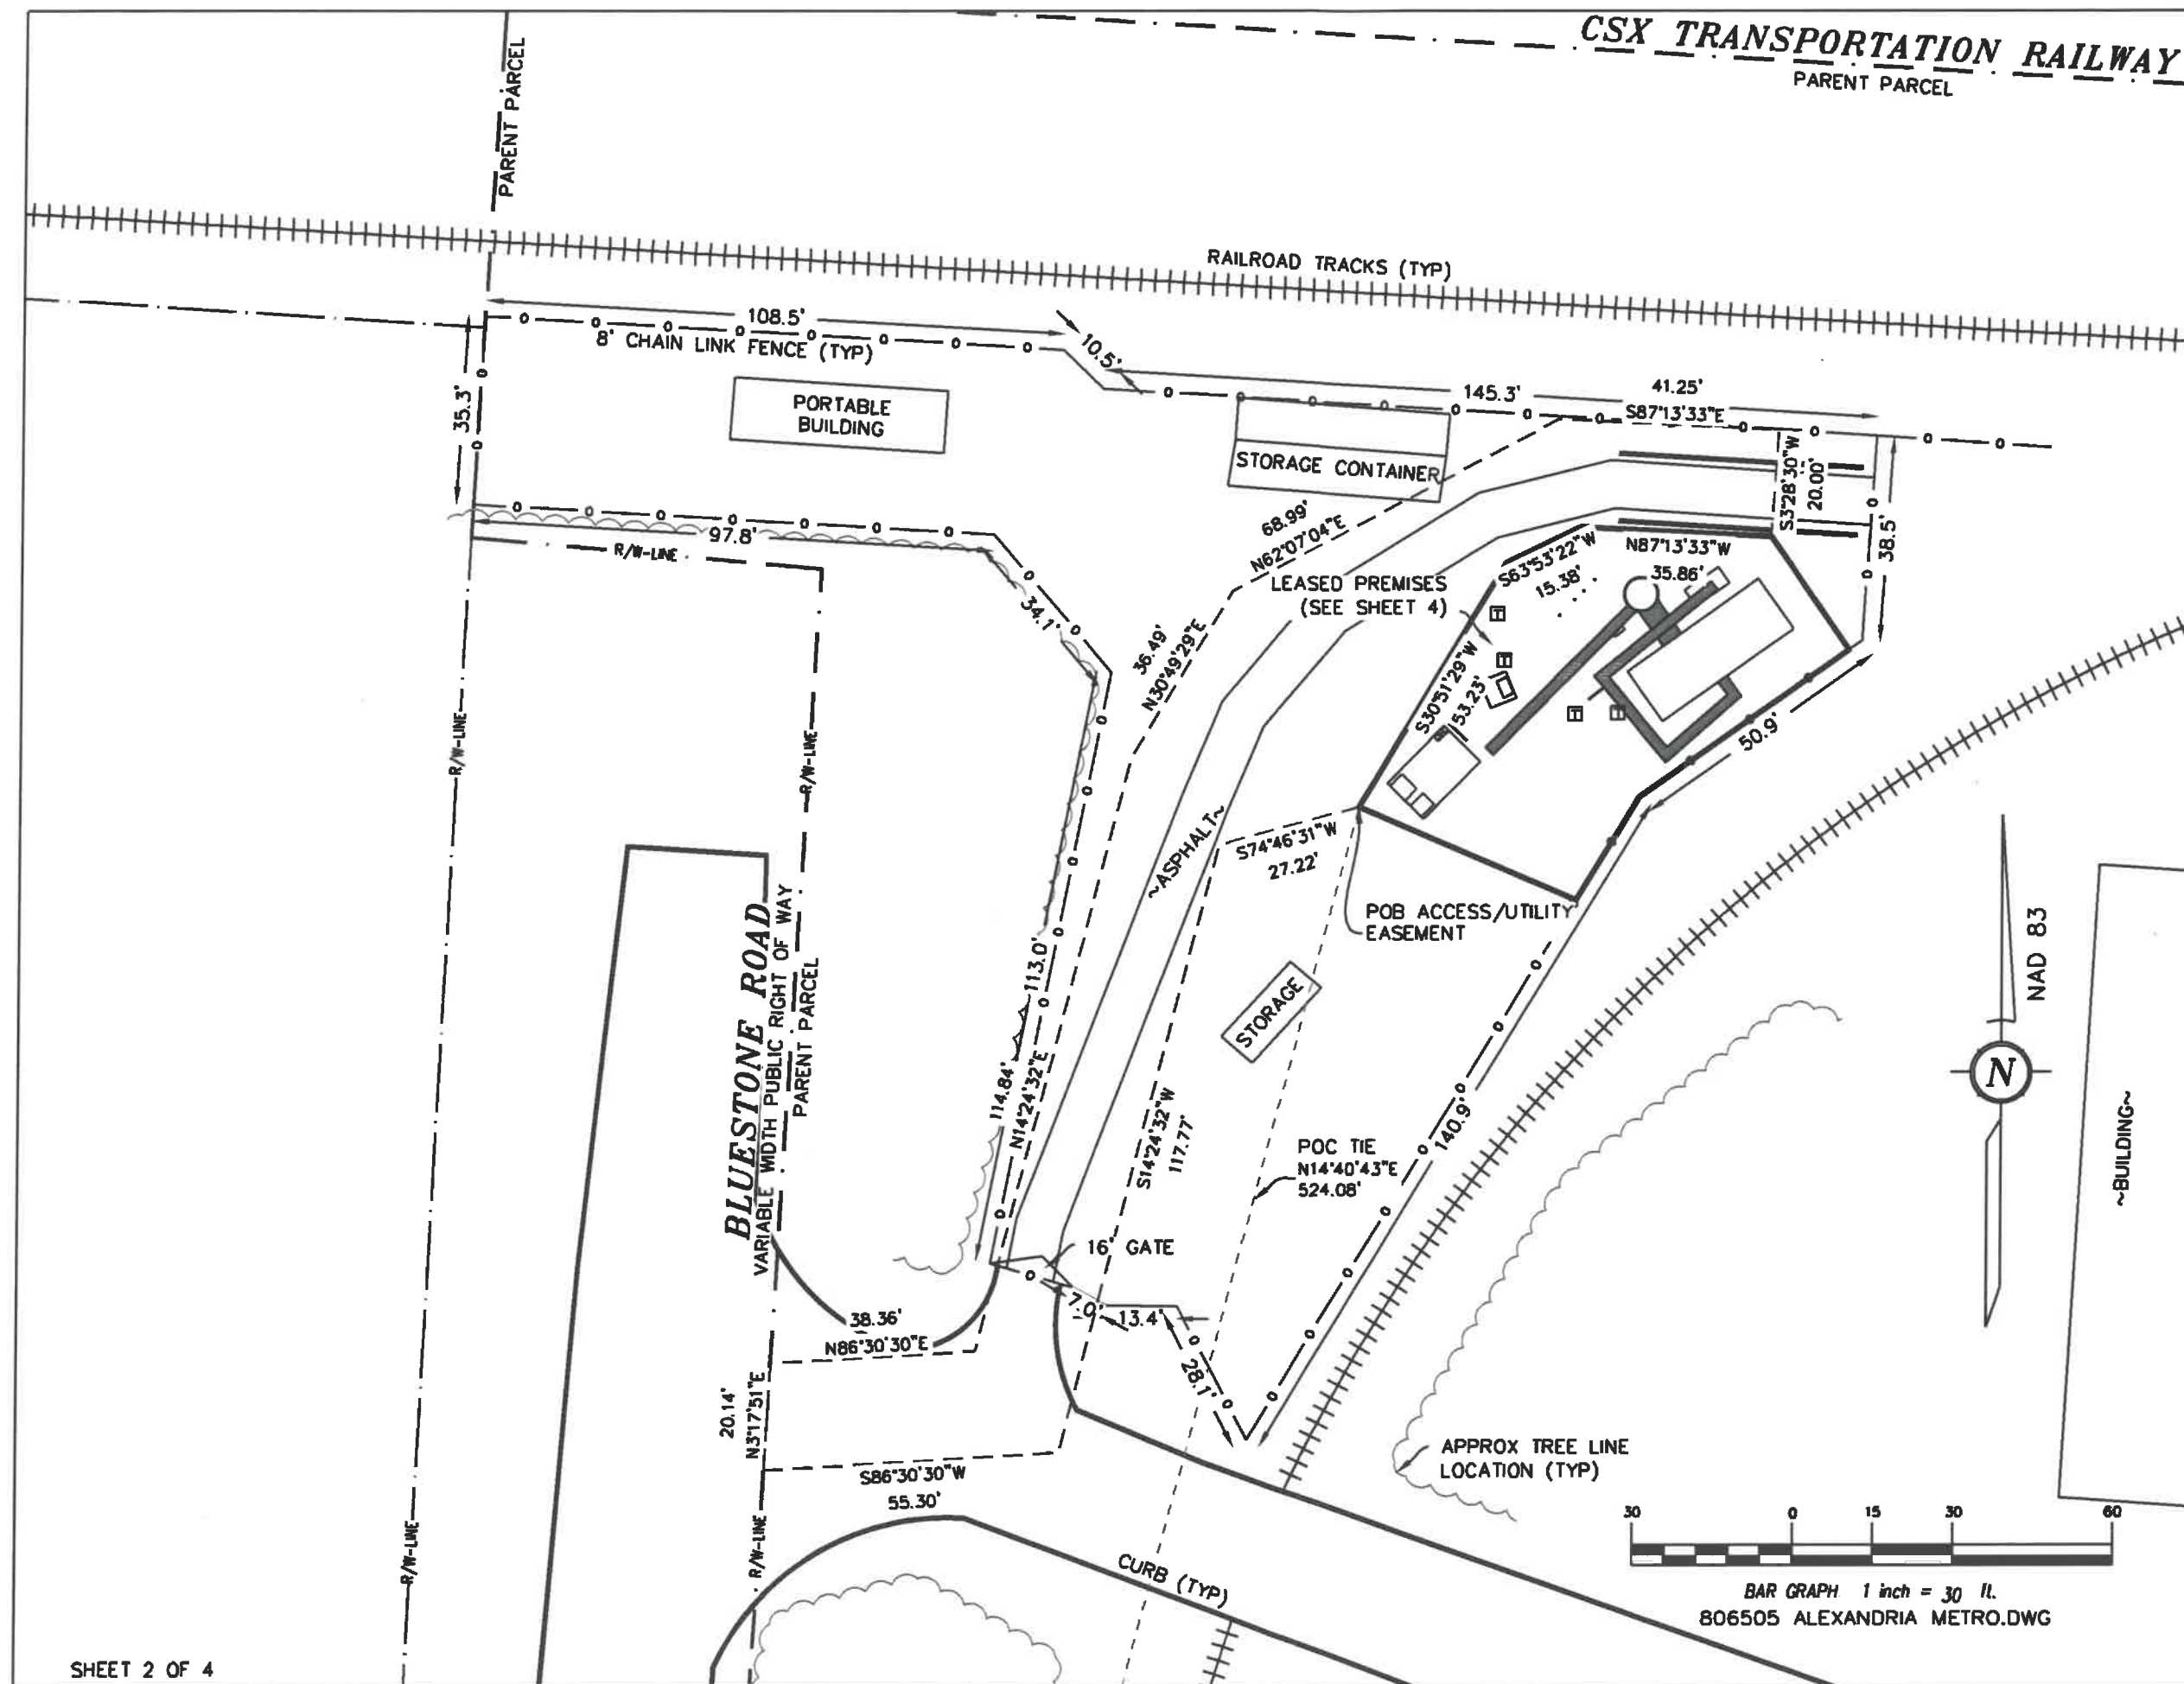 CSX TRANSPORTATION RAILWAY
PARENT PARCEL
PARENT PARCEL
RAILROAD TRACKS (TYP)
108.5'
8' CHAIN LINK FENCE (TYP)
10.5'
145.3'
41.25'
S87°13'33"E
35.3'
PORTABLE
BUILDING
STORAGE CONTAINER
S3°28'30"W
20.00'
38.5'
97.8'
R/W-LINE
68.99'
N62°07'04"E
LEASED PREMISES
(SEE SHEET 4)
S63°53'22"W
15.38'
N87°13'33"W
35.86'
34.1'
36.49'
N30°49'29"E
S30°51'29"W
53.23'
50.9'
R/W-LINE
R/W-LINE
~ASPHALT~
S74°46'31"W
27.22'
POB ACCESS/UTILITY
EASEMENT
BLUESTONE ROAD
VARIABLE WIDTH PUBLIC RIGHT OF WAY
PARENT PARCEL
113.0'
114.84'
N14°24'32"E
STORAGE
NAD 83
N
~BUILDING~
S14°24'32"W
117.77'
POC TIE
N14°40'43"E
524.08'
140.9'
16' GATE
7.0'
13.4'
28.1'
38.36'
N86°30'30"E
20.14'
N3°17'51"E
S86°30'30"W
55.30'
R/W-LINE
R/W-LINE
CURB (TYP)
APPROX TREE LINE
LOCATION (TYP)
30 0 15 30 60
BAR GRAPH 1 inch = 30 ft.
806505 ALEXANDRIA METRO.DWG
SHEET 2 OF 4